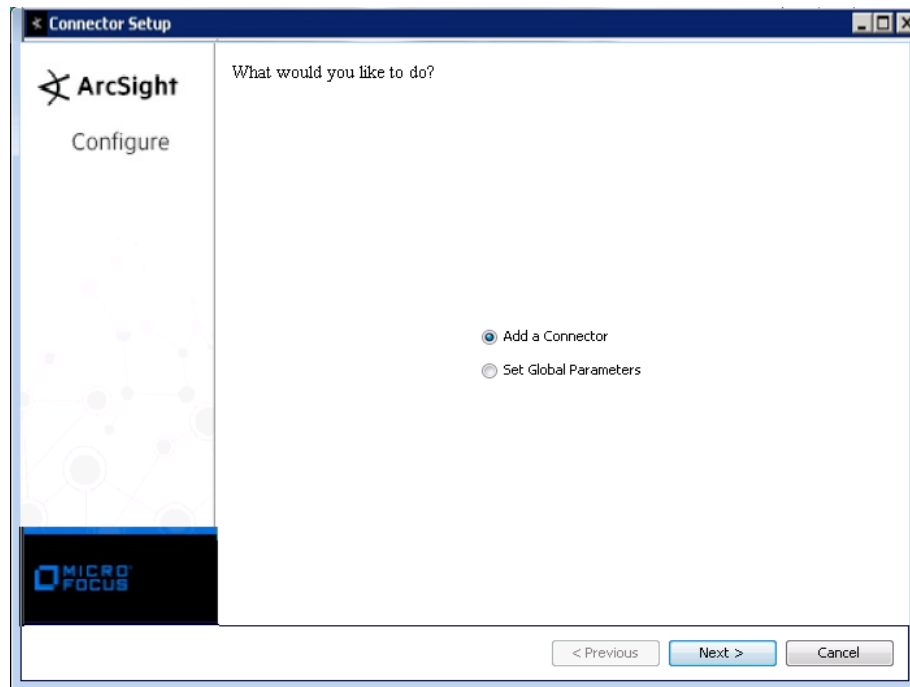 Connector Setup
ArcSight
Configure
What would you like to do?
Add a Connector
Set Global Parameters
MICRO
FOCUS
< Previous
Next >
Cancel